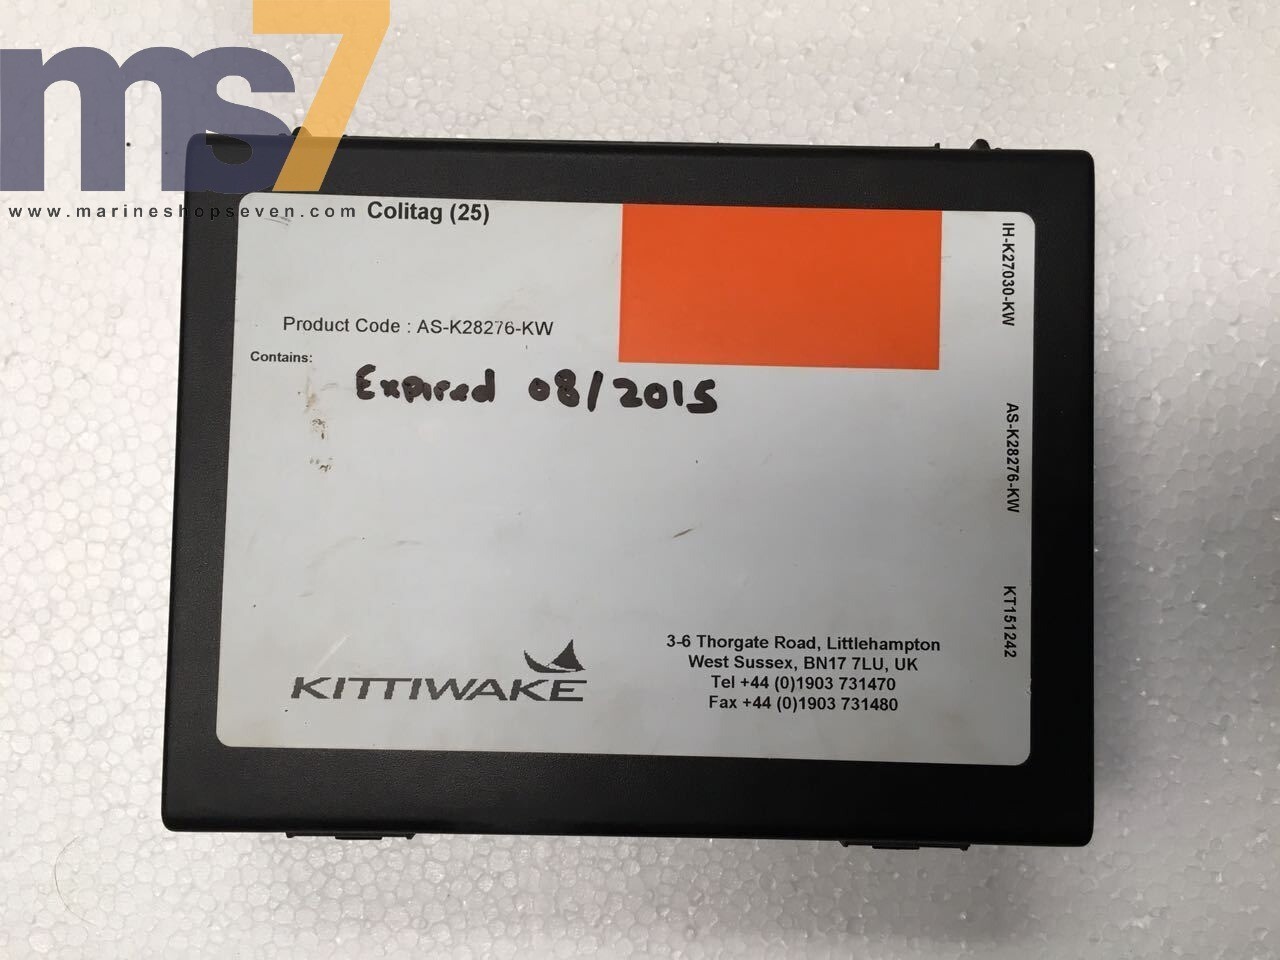 ms7
www.marineshopseven.com
Colitag (25)
Product Code : AS-K28276-KW
Contains:
Expired 08/2015
KITTIWAKE
3-6 Thorgate Road, Littlehampton
West Sussex, BN17 7LU, UK
Tel +44 (0)1903 731470
Fax +44 (0)1903 731480
IH-K27030-KW
AS-K28276-KW
KT151242